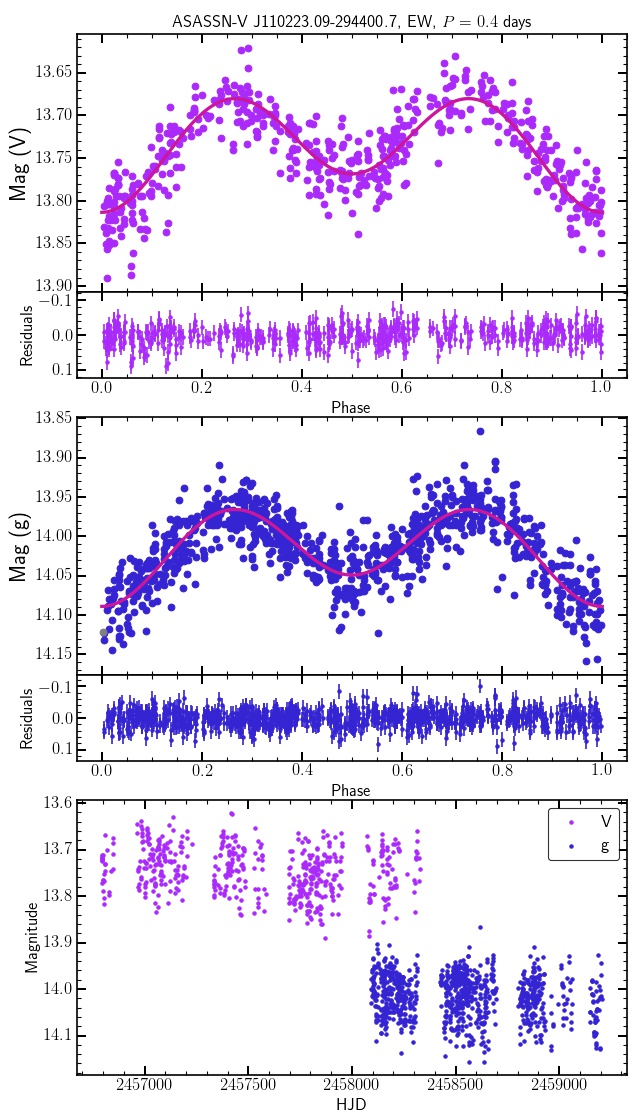 ASASSN-V J110223.09-294400.7, EW, P = 0.4 days
Mag (V)
13.65
13.70
13.75
13.80
13.85
13.90
Residuals
−0.1
0.0
0.1
0.0 0.2 0.4 0.6 0.8 1.0
Phase
Mag (g)
13.85
13.90
13.95
14.00
14.05
14.10
14.15
Residuals
−0.1
0.0
0.1
0.0 0.2 0.4 0.6 0.8 1.0
Phase
Magnitude
13.6
13.7
13.8
13.9
14.0
14.1
V
g
2457000 2457500 2458000 2458500 2459000
HJD